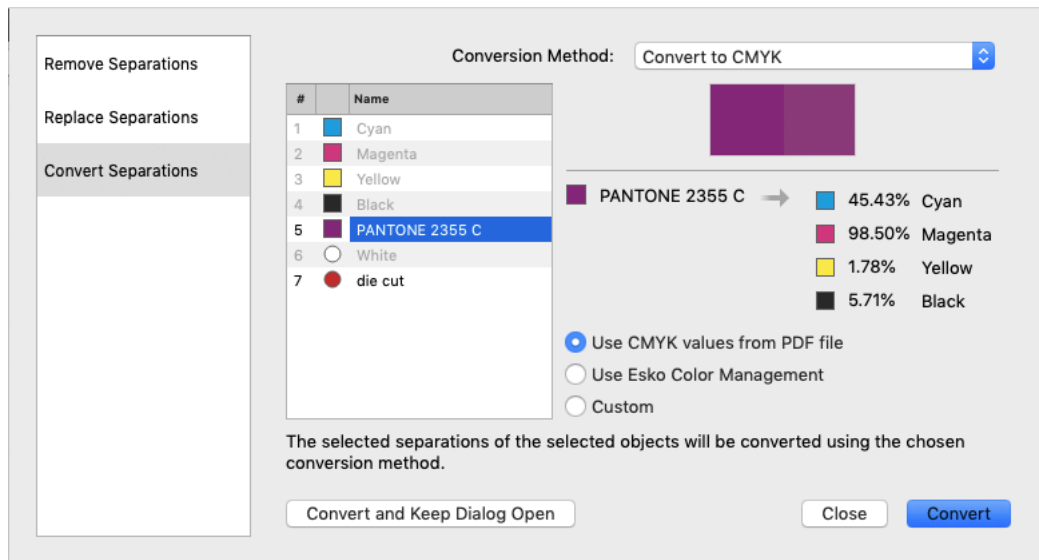 Remove Separations
Replace Separations
Convert Separations
Conversion Method: Convert to CMYK
# Name
1 Cyan
2 Magenta
3 Yellow
4 Black
5 PANTONE 2355 C
6 White
7 die cut
PANTONE 2355 C
45.43% Cyan
98.50% Magenta
1.78% Yellow
5.71% Black
Use CMYK values from PDF file
Use Esko Color Management
Custom
The selected separations of the selected objects will be converted using the chosen
conversion method.
Convert and Keep Dialog Open
Close
Convert